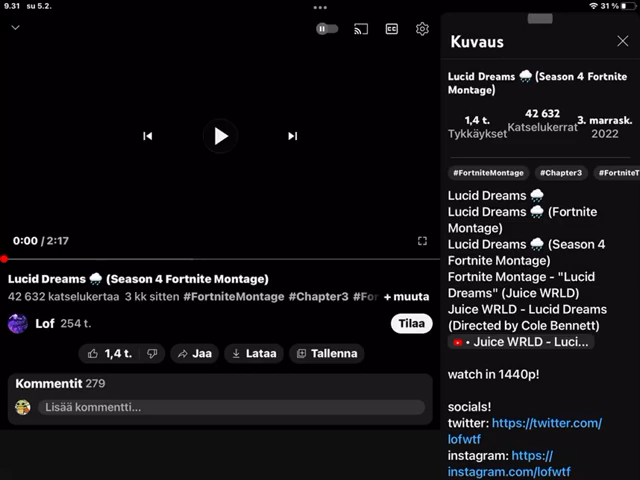 9.31 su 5.2.
31 %
CC
Kuvaus
Lucid Dreams 🌧️ (Season 4 Fortnite
Montage)
1,4 t.
Tykkäykset
42 632
Katselukerrat
3. marrask.
2022
#FortniteMontage #Chapter3 #FortniteT
Lucid Dreams 🌧️
Lucid Dreams 🌧️ (Fortnite
Montage)
Lucid Dreams 🌧️ (Season 4
Fortnite Montage)
Fortnite Montage - "Lucid
Dreams" (Juice WRLD)
Juice WRLD - Lucid Dreams
(Directed by Cole Bennett)
• Juice WRLD - Luci...
watch in 1440p!
socials!
twitter: https://twitter.com/
lofwtf
instagram: https://
instagram.com/lofwtf
0:00 / 2:17
Lucid Dreams 🌧️ (Season 4 Fortnite Montage)
42 632 katselukertaa 3 kk sitten #FortniteMontage #Chapter3 #For + muuta
Lof 254 t.
Tilaa
1,4 t.
Jaa
Lataa
Tallenna
Kommentit 279
Lisää kommentti...